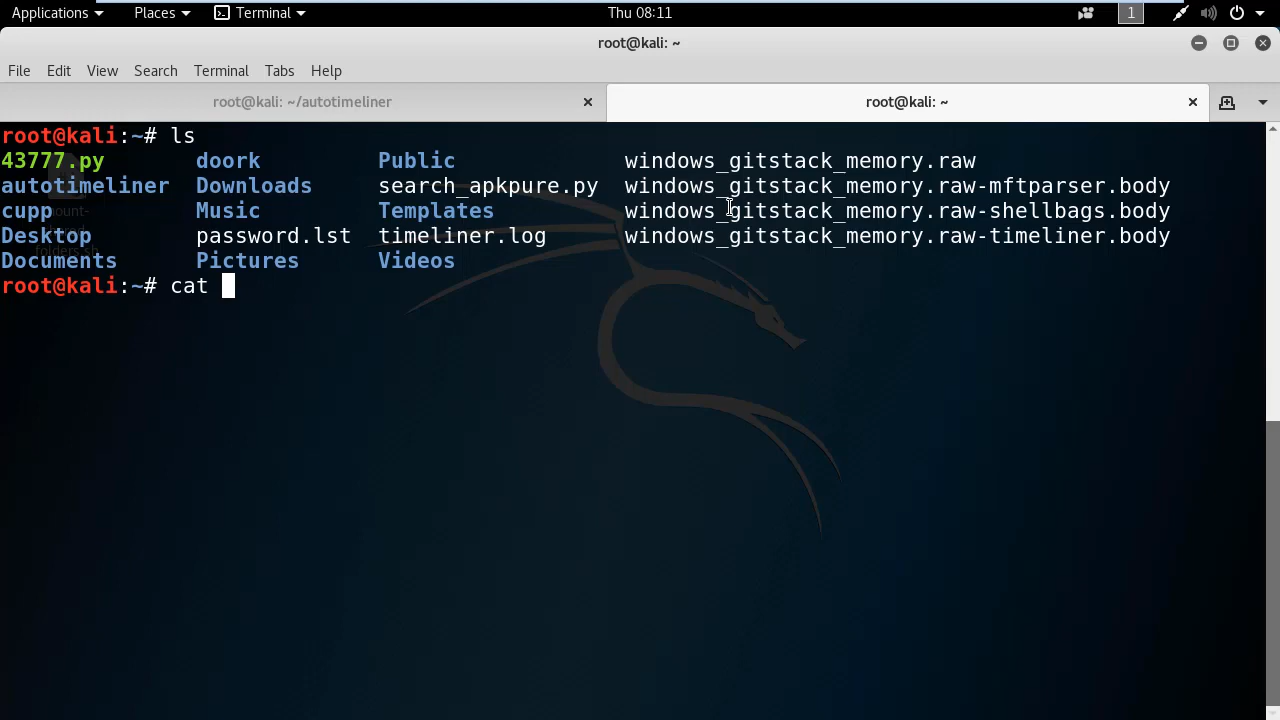 Applications Places Terminal Thu 08:11 1
root@kali: ~
File Edit View Search Terminal Tabs Help
root@kali: ~/autotimeliner root@kali: ~
root@kali:~# ls
43777.py doork Public windows_gitstack_memory.raw
autotimeliner Downloads search_apkpure.py windows_gitstack_memory.raw-mftparser.body
cupp Music Templates windows_gitstack_memory.raw-shellbags.body
Desktop password.lst timeliner.log windows_gitstack_memory.raw-timeliner.body
Documents Pictures Videos
root@kali:~# cat